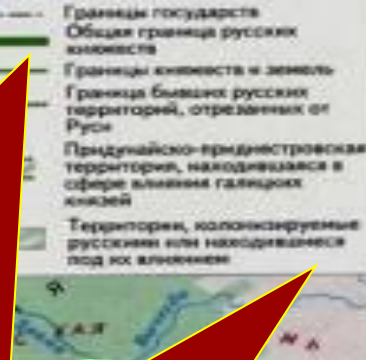 Границы государств
Общая граница русских
княжеств
Границы княжеств и земель
Граница бывших русских
территорий, отрезанных от
Руси
Придунайско-приднестровская
территория, находившаяся в
сфере влияния галицких
князей
Территории, колонизируемые
русскими или находившиеся
под их влиянием